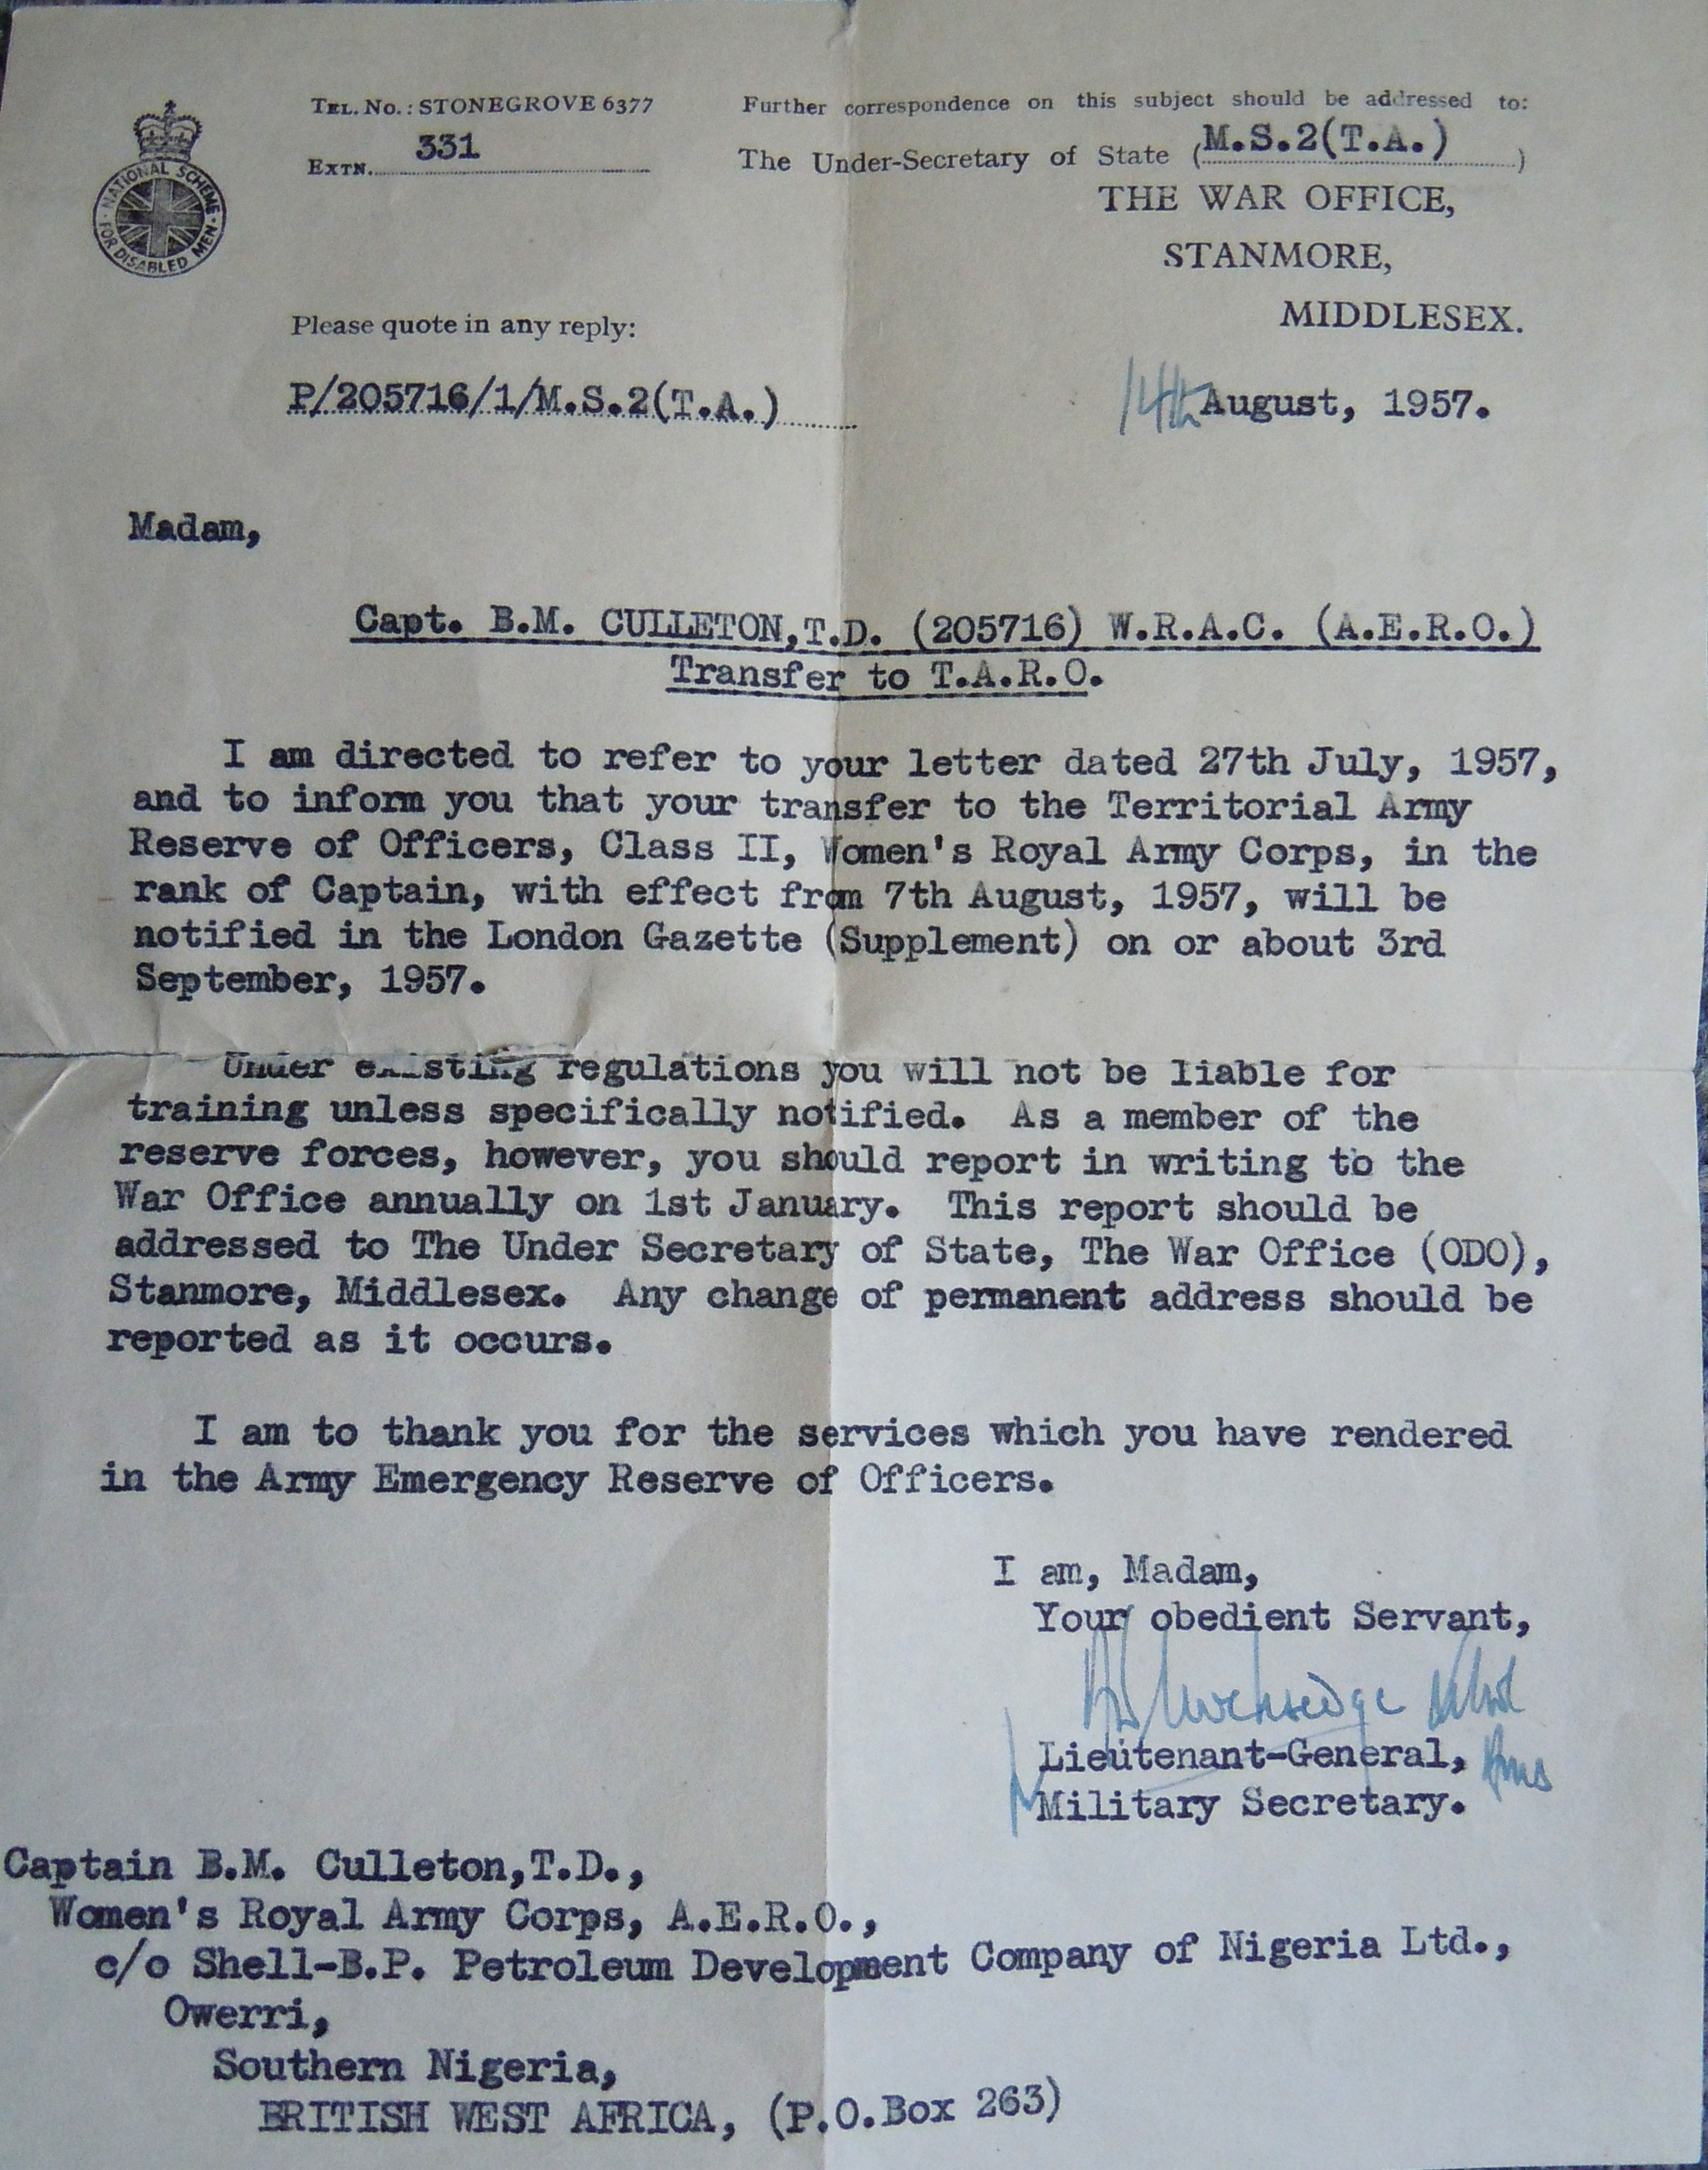 NATIONAL SCHEME
FOR DISABLED MEN
TEL. No.: STONEGROVE 6377
EXTN. 331
Further correspondence on this subject should be addressed to:
The Under-Secretary of State (M.S.2(T.A.))
THE WAR OFFICE,
STANMORE,
MIDDLESEX.
Please quote in any reply:
P/205716/1/M.S.2(T.A.)
14th August, 1957.
Madam,
Capt. B.M. CULLETON,T.D. (205716) W.R.A.C. (A.E.R.O.)
Transfer to T.A.R.O.
I am directed to refer to your letter dated 27th July, 1957,
and to inform you that your transfer to the Territorial Army
Reserve of Officers, Class II, Women's Royal Army Corps, in the
rank of Captain, with effect from 7th August, 1957, will be
notified in the London Gazette (Supplement) on or about 3rd
September, 1957.
Under existing regulations you will not be liable for
training unless specifically notified. As a member of the
reserve forces, however, you should report in writing to the
War Office annually on 1st January. This report should be
addressed to The Under Secretary of State, The War Office (ODO),
Stanmore, Middlesex. Any change of permanent address should be
reported as it occurs.
I am to thank you for the services which you have rendered
in the Army Emergency Reserve of Officers.
I am, Madam,
Your obedient Servant,
Lieutenant-General,
Military Secretary.
Captain B.M. Culleton,T.D.,
Women's Royal Army Corps, A.E.R.O.,
c/o Shell-B.P. Petroleum Development Company of Nigeria Ltd.,
Owerri,
Southern Nigeria,
BRITISH WEST AFRICA, (P.O.Box 263)